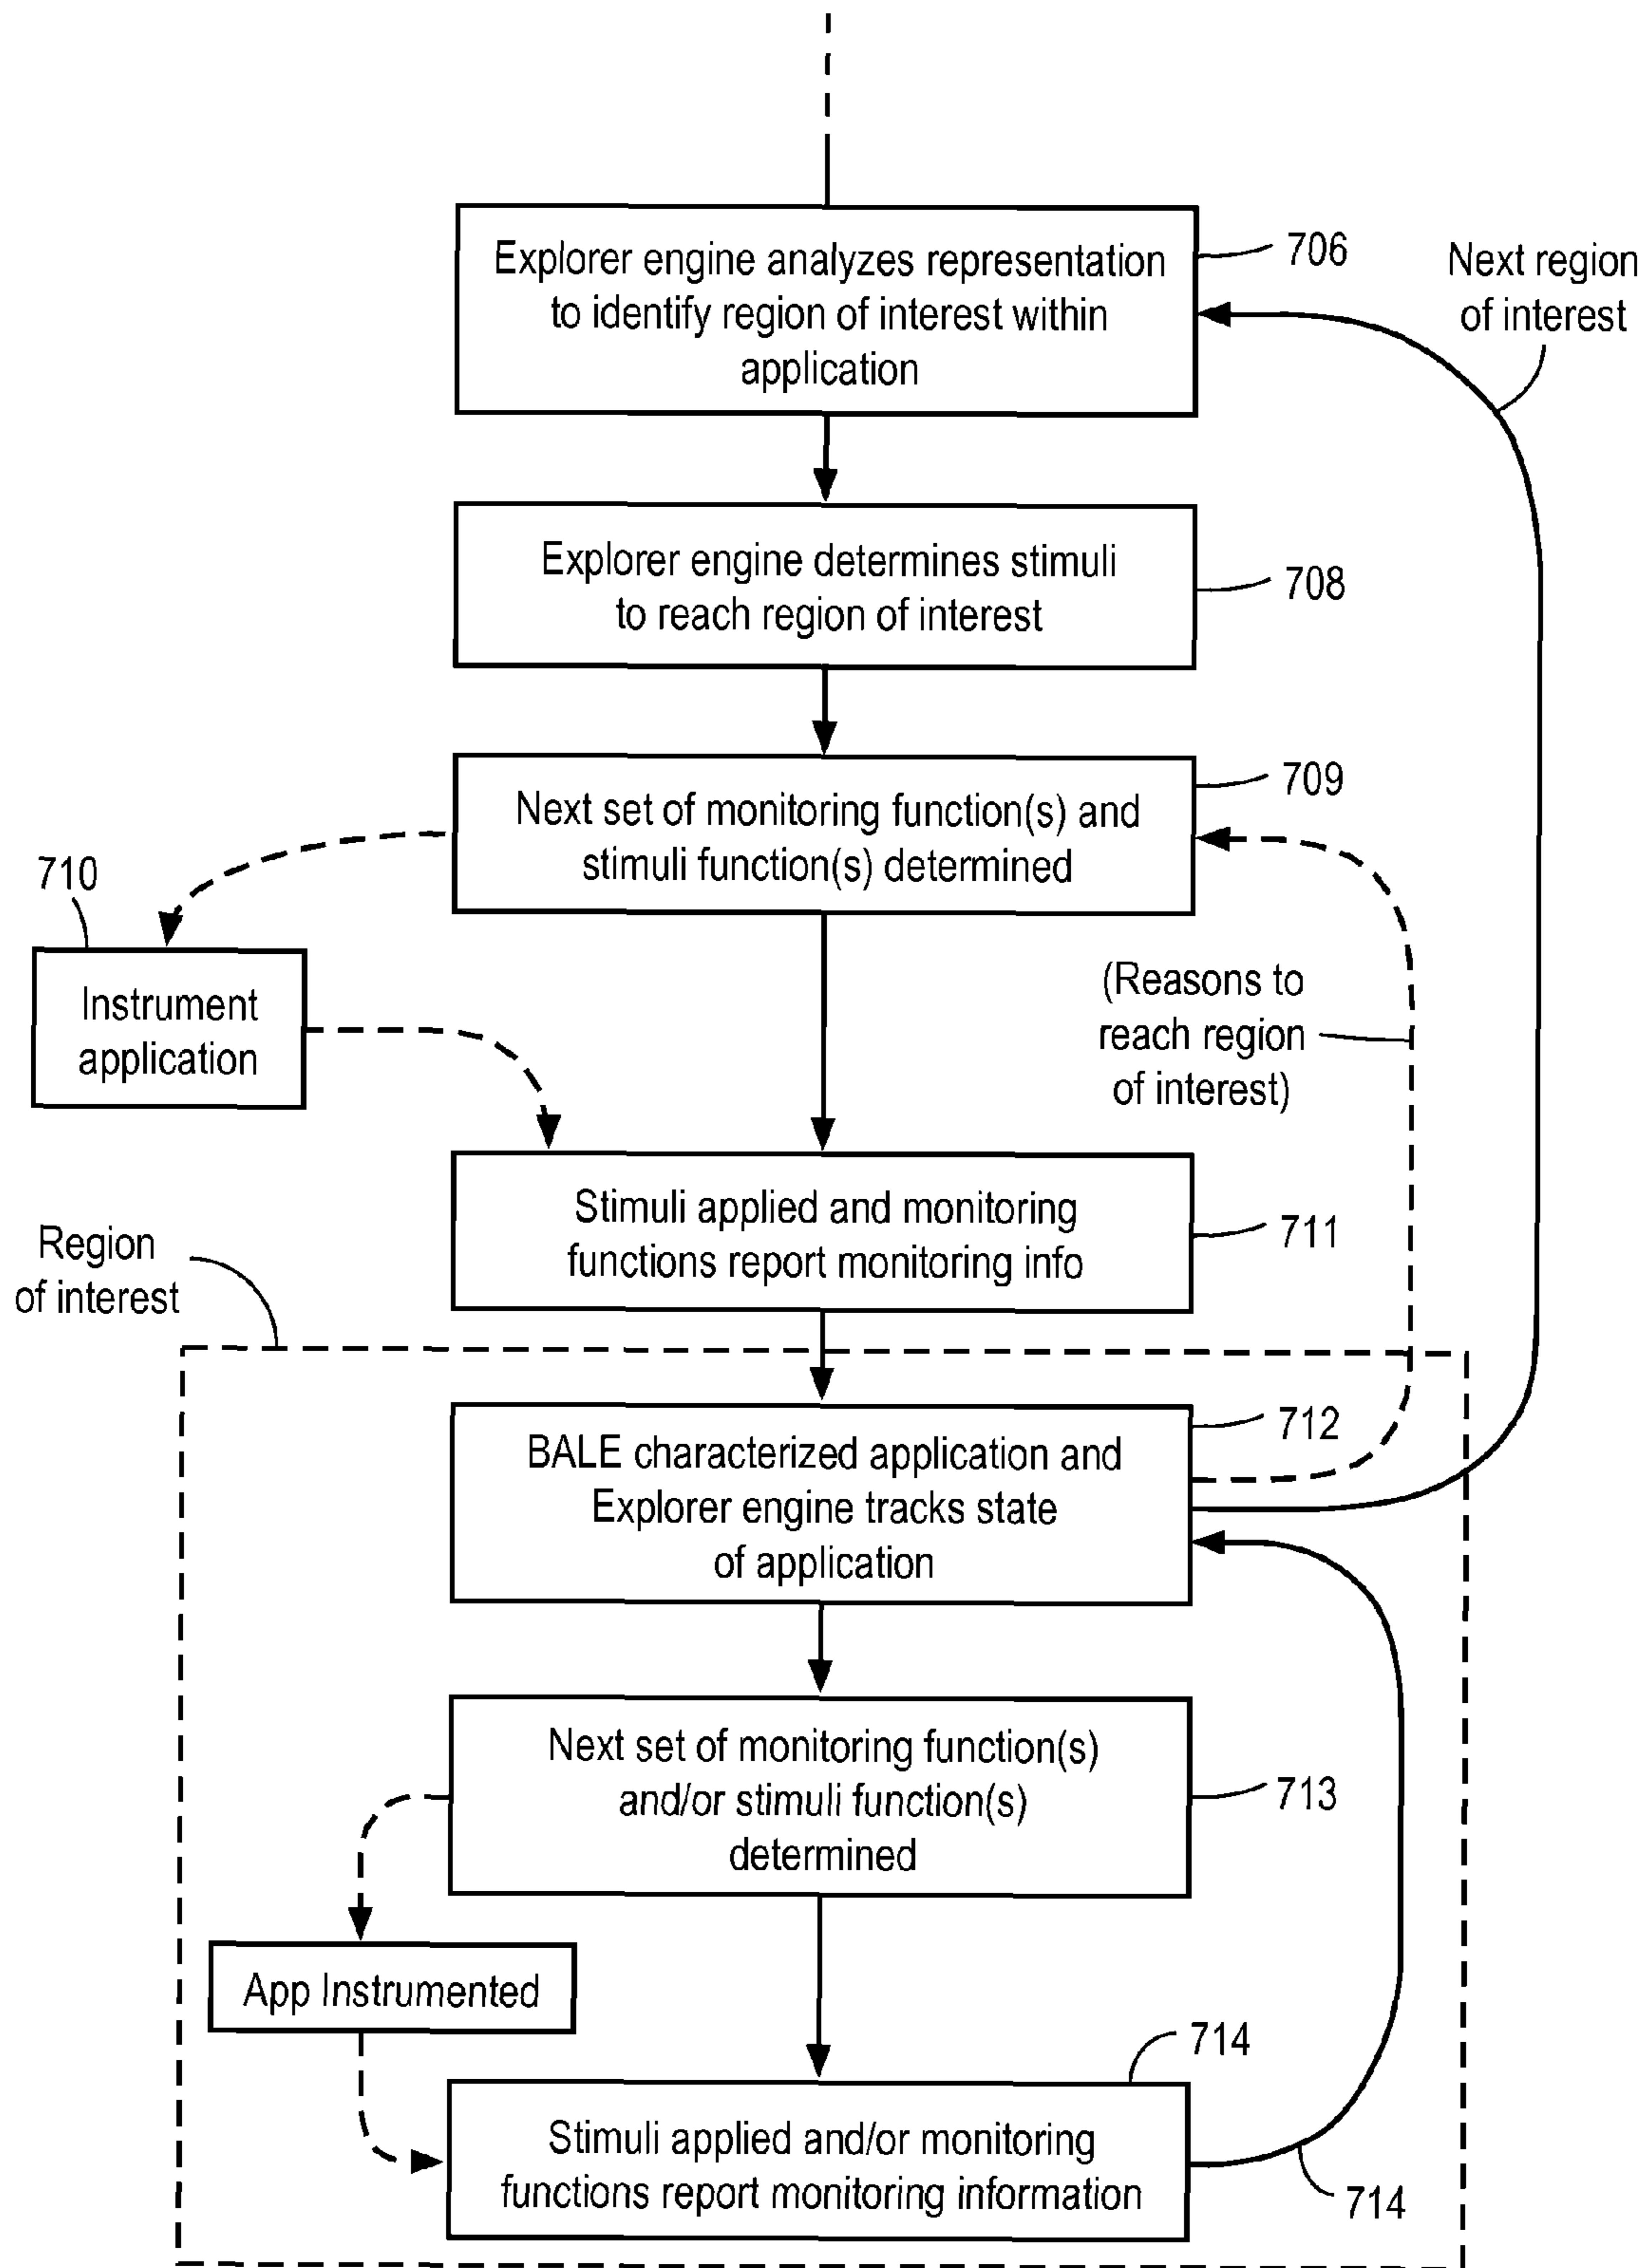 Explorer engine analyzes representation
to identify region of interest within
application
706
Next region
of interest
Explorer engine determines stimuli
to reach region of interest
708
Next set of monitoring function(s) and
stimuli function(s) determined
709
710
Instrument
application
(Reasons to
reach region
of interest)
Stimuli applied and monitoring
functions report monitoring info
711
Region
of interest
BALE characterized application and
Explorer engine tracks state
of application
712
Next set of monitoring function(s)
and/or stimuli function(s)
determined
713
App Instrumented
714
Stimuli applied and/or monitoring
functions report monitoring information
714